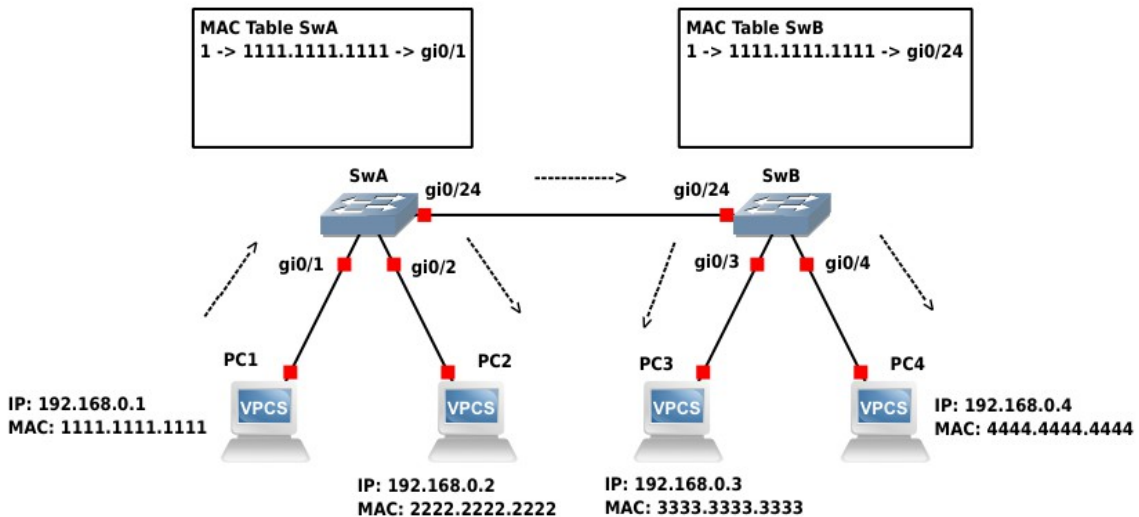 MAC Table SwA
1 -> 1111.1111.1111 -> gi0/1
MAC Table SwB
1 -> 1111.1111.1111 -> gi0/24
SwA
SwB
gi0/24
gi0/24
gi0/1
gi0/2
gi0/3
gi0/4
PC1
PC2
PC3
PC4
VPCS
VPCS
VPCS
VPCS
IP: 192.168.0.1
MAC: 1111.1111.1111
IP: 192.168.0.4
MAC: 4444.4444.4444
IP: 192.168.0.2
MAC: 2222.2222.2222
IP: 192.168.0.3
MAC: 3333.3333.3333